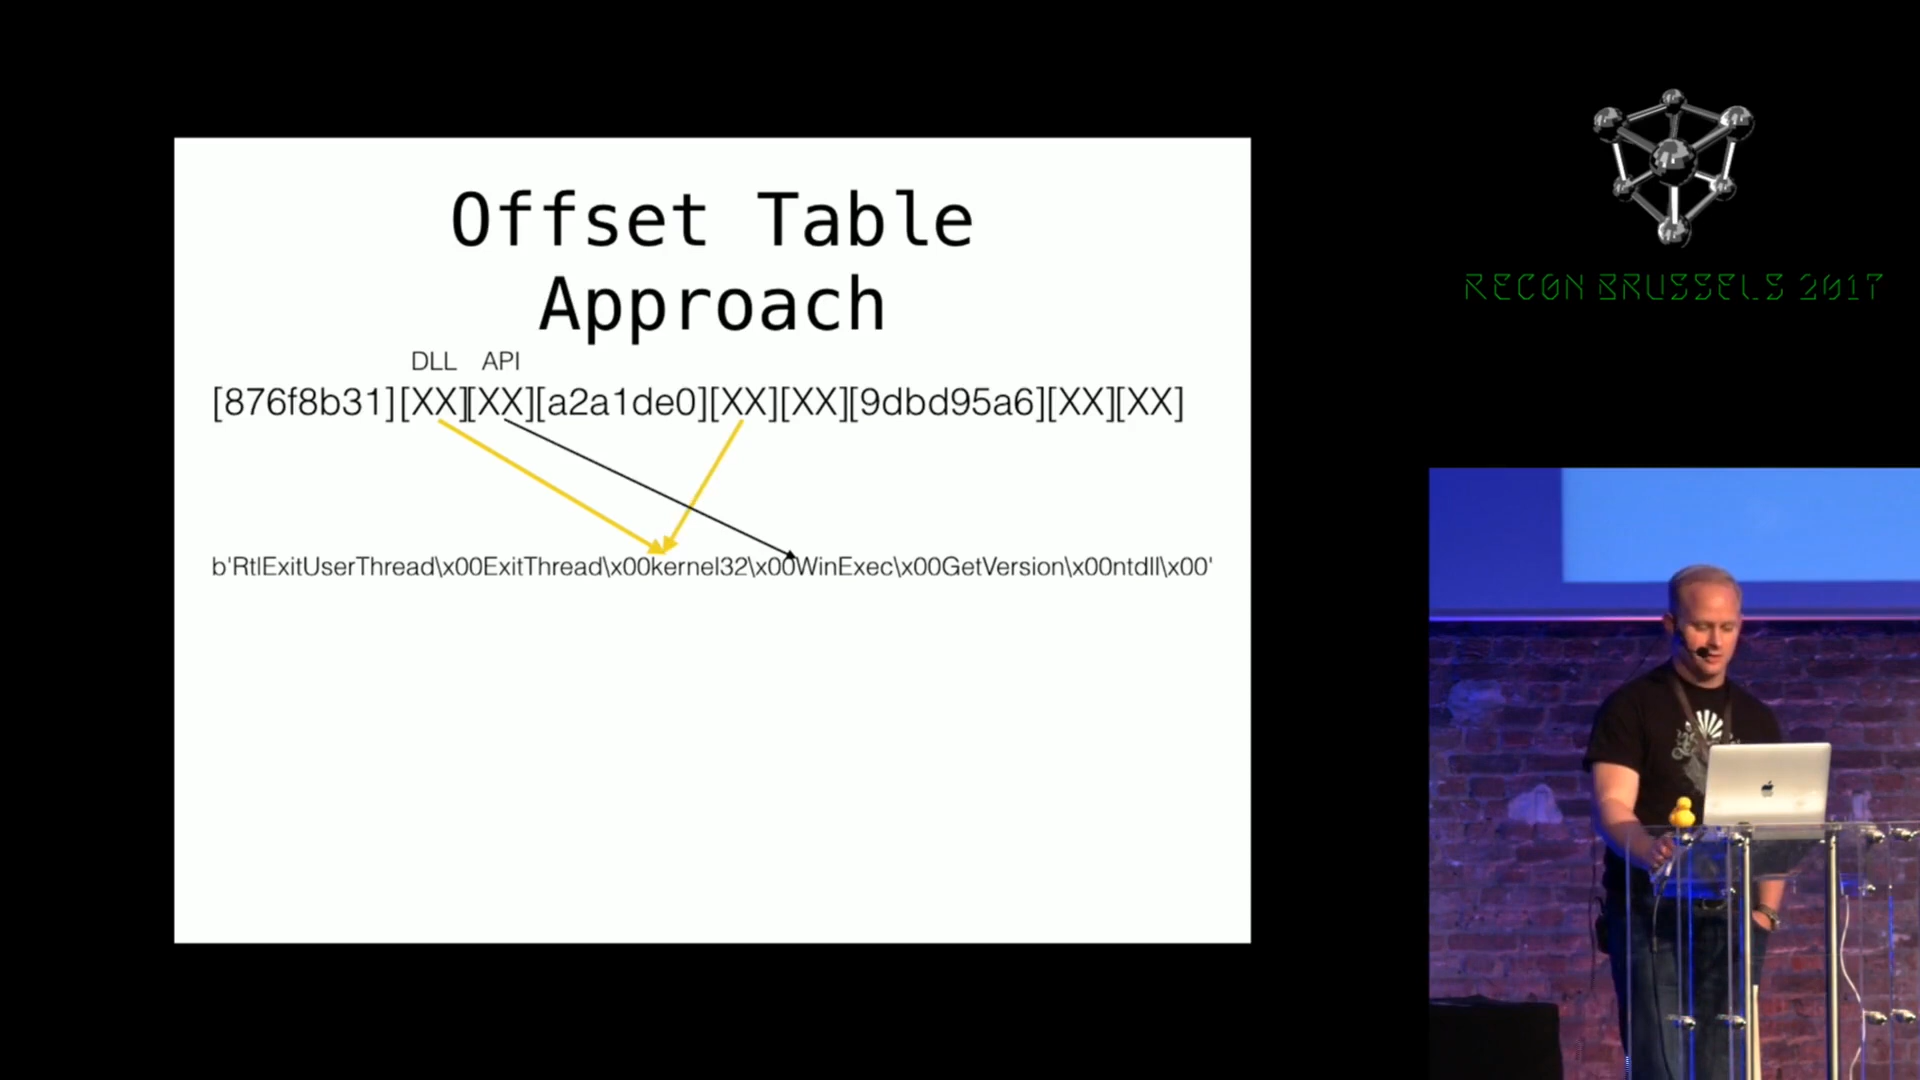 Offset Table
Approach
DLL API
[876f8b31][XX][XX][a2a1de0][XX][XX][9dbd95a6][XX][XX]
b'RtlExitUserThread\x00ExitThread\x00kernel32\x00WinExec\x00GetVersion\x00ntdll\x00'
RECON BRUSSELS 2017